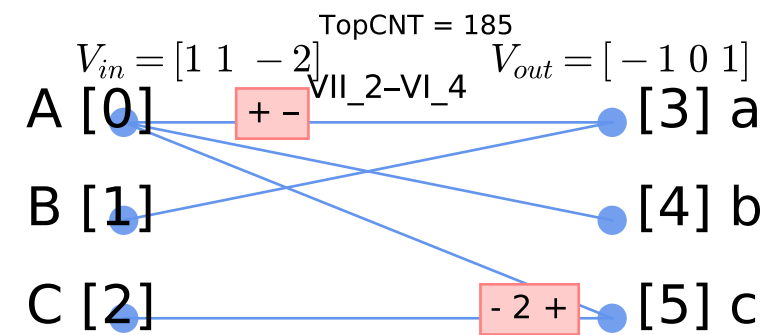 TopCNT = 185
V_in = [1 1 − 2] V_out = [ − 1 0 1]
VII_2–VI_4
A [0] + – [3] a
B [1] [4] b
C [2] - 2 + [5] c